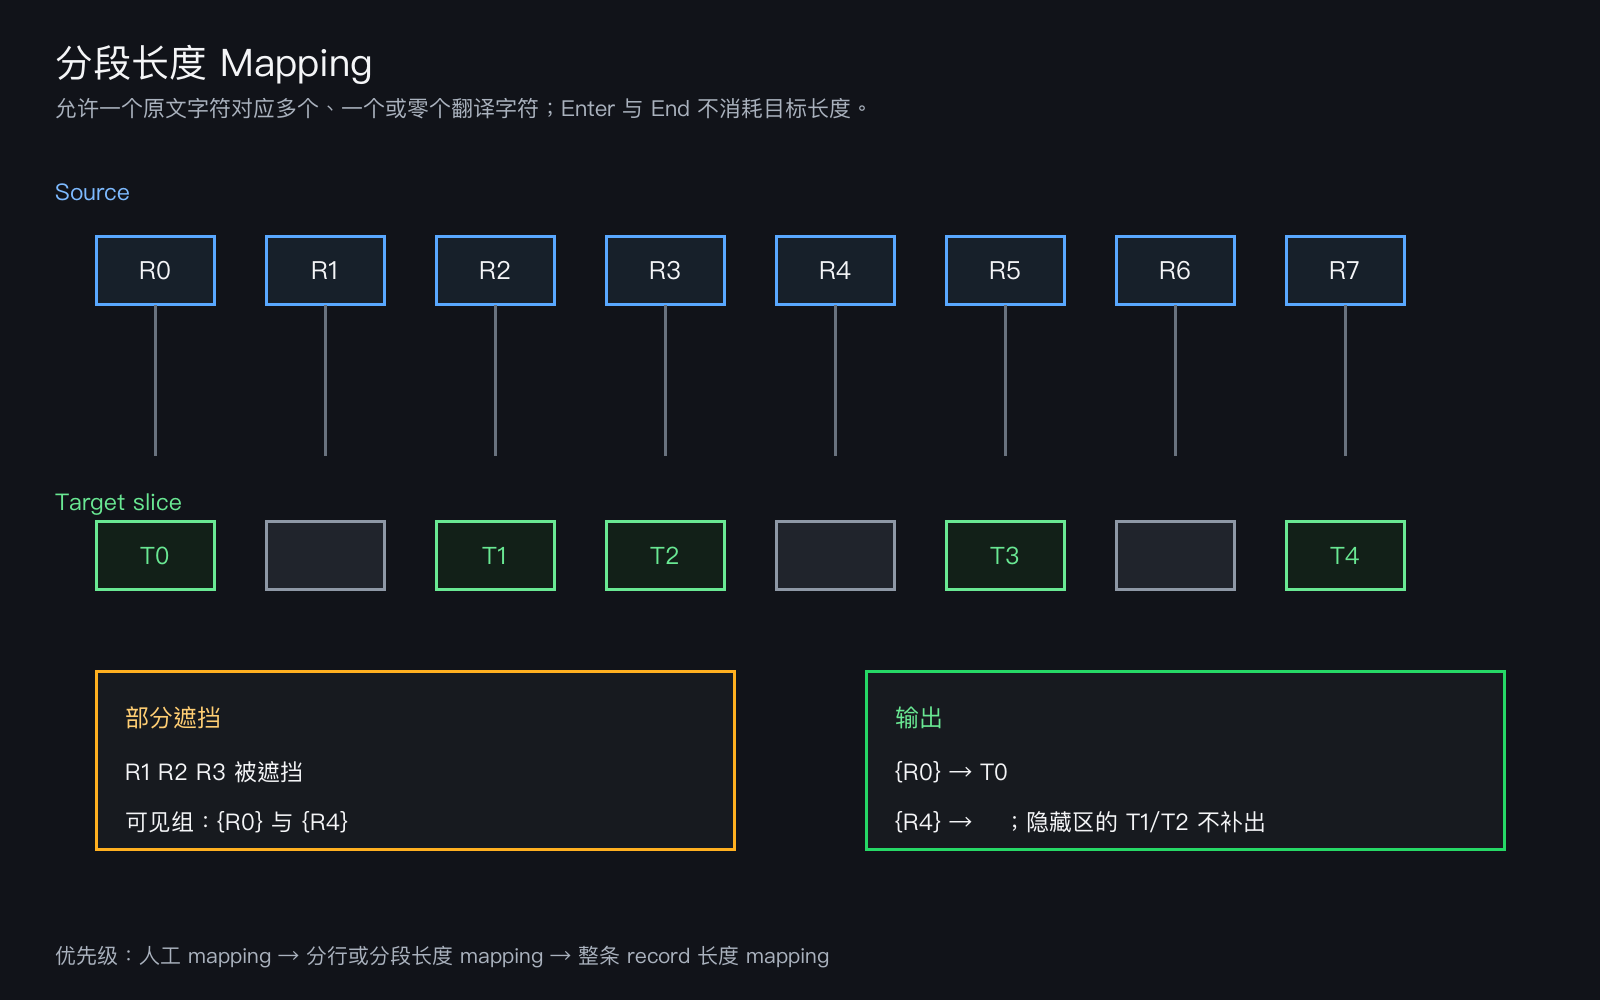 分段长度 Mapping
允许一个原文字符对应多个、一个或零个翻译字符；Enter 与 End 不消耗目标长度。
Source
R0 R1 R2 R3 R4 R5 R6 R7
Target slice
T0 T1 T2 T3 T4
部分遮挡
R1 R2 R3 被遮挡
可见组：{R0} 与 {R4}
输出
{R0} → T0
{R4} → ；隐藏区的 T1/T2 不补出
优先级：人工 mapping → 分行或分段长度 mapping → 整条 record 长度 mapping